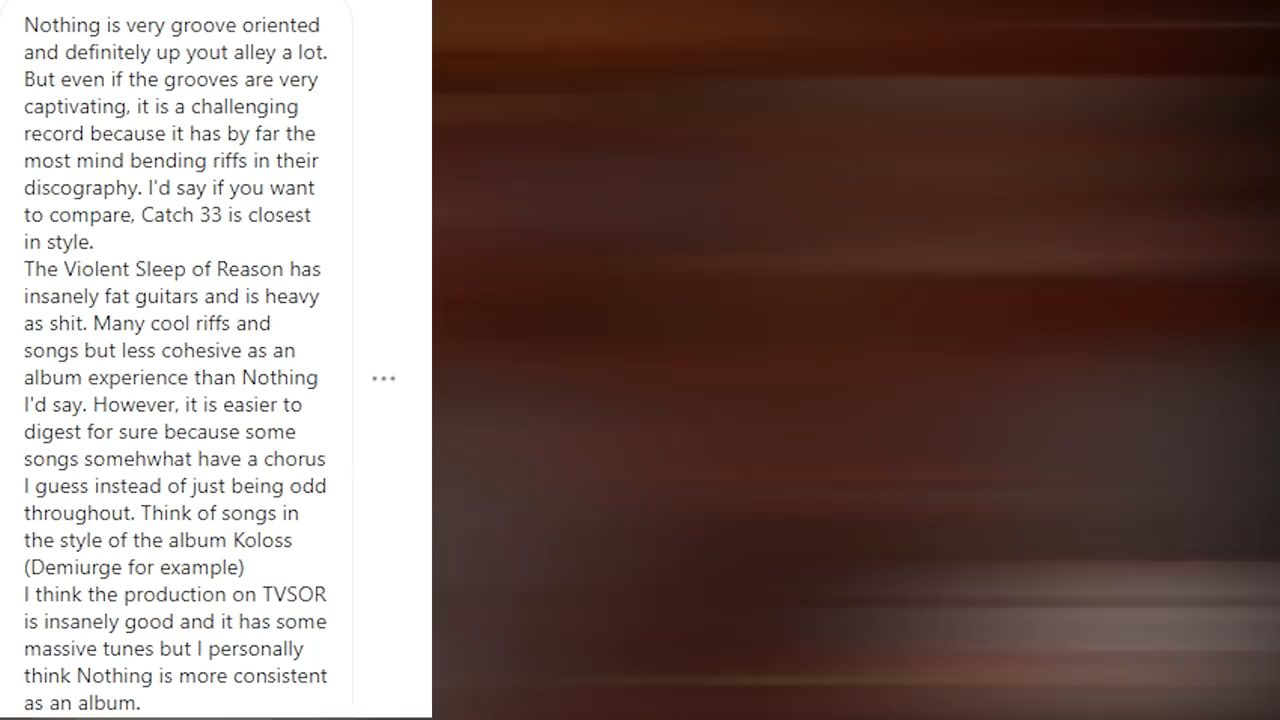 Nothing is very groove oriented
and definitely up yout alley a lot.
But even if the grooves are very
captivating, it is a challenging
record because it has by far the
most mind bending riffs in their
discography. I'd say if you want
to compare, Catch 33 is closest
in style.
The Violent Sleep of Reason has
insanely fat guitars and is heavy
as shit. Many cool riffs and
songs but less cohesive as an
album experience than Nothing
I'd say. However, it is easier to
digest for sure because some
songs somehwhat have a chorus
I guess instead of just being odd
throughout. Think of songs in
the style of the album Koloss
(Demiurge for example)
I think the production on TVSOR
is insanely good and it has some
massive tunes but I personally
think Nothing is more consistent
as an album.